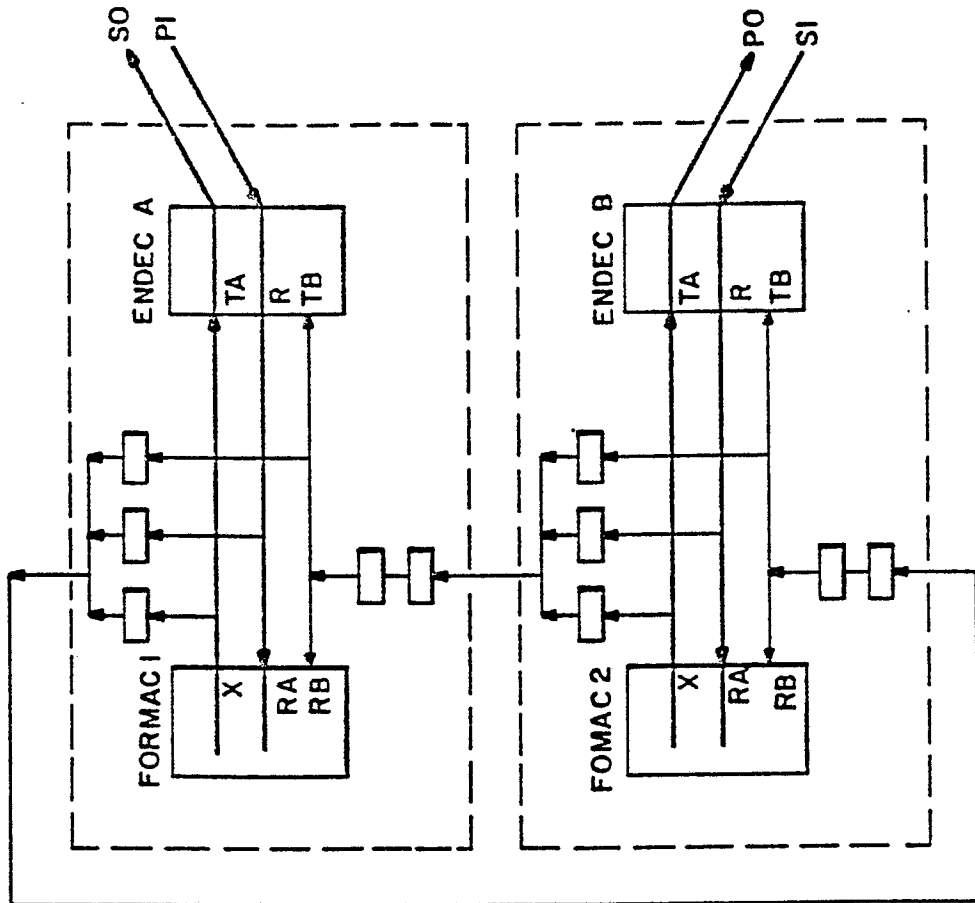 SO
PI
ENDEC A
TA
R
TB
FORMAC 1
X
RA
RB
PO
SI
ENDEC B
TA
R
TB
FOMAC 2
X
RA
RB